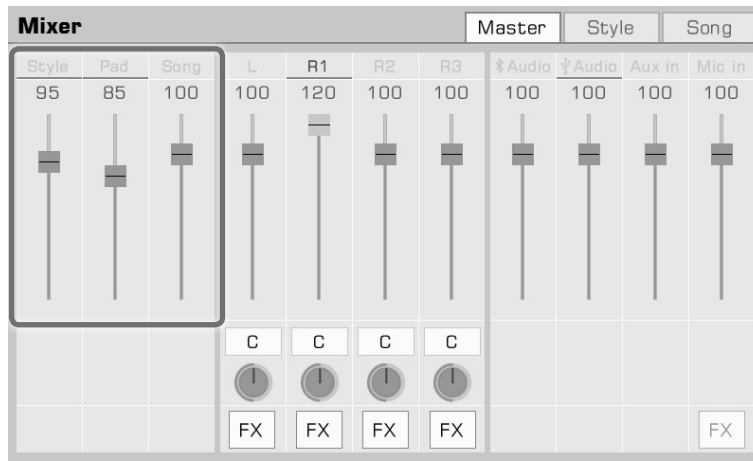 Mixer Master Style Song
Style Pad Song L R1 R2 R3 Audio Audio Aux in Mic in
95 85 100 100 120 100 100 100 100 100 100
C C C C
FX FX FX FX FX